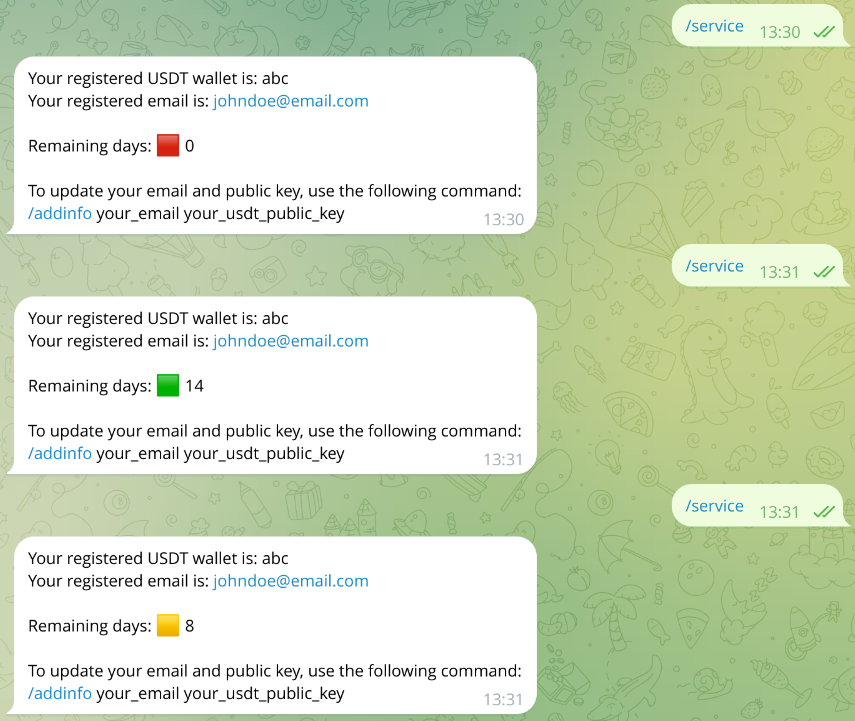 /service 13:30
Your registered USDT wallet is: abc
Your registered email is: johndoe@email.com
Remaining days: 🟥 0
To update your email and public key, use the following command:
/addinfo your_email your_usdt_public_key 13:30
/service 13:31
Your registered USDT wallet is: abc
Your registered email is: johndoe@email.com
Remaining days: 🟩 14
To update your email and public key, use the following command:
/addinfo your_email your_usdt_public_key 13:31
/service 13:31
Your registered USDT wallet is: abc
Your registered email is: johndoe@email.com
Remaining days: 🟨 8
To update your email and public key, use the following command:
/addinfo your_email your_usdt_public_key 13:31